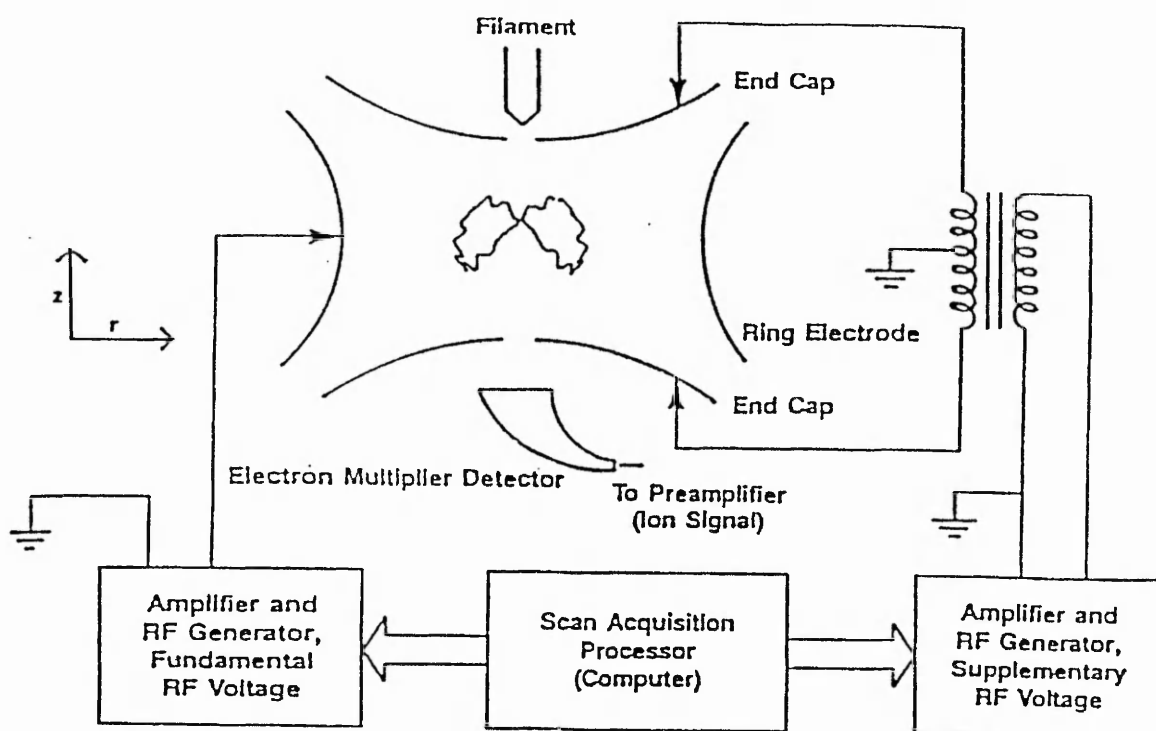 Filament
End Cap
z
r
Ring Electrode
End Cap
Electron Multiplier Detector
To Preamplifier
(Ion Signal)
Amplifier and
RF Generator,
Fundamental
RF Voltage
Scan Acquisition
Processor
(Computer)
Amplifier and
RF Generator,
Supplementary
RF Voltage